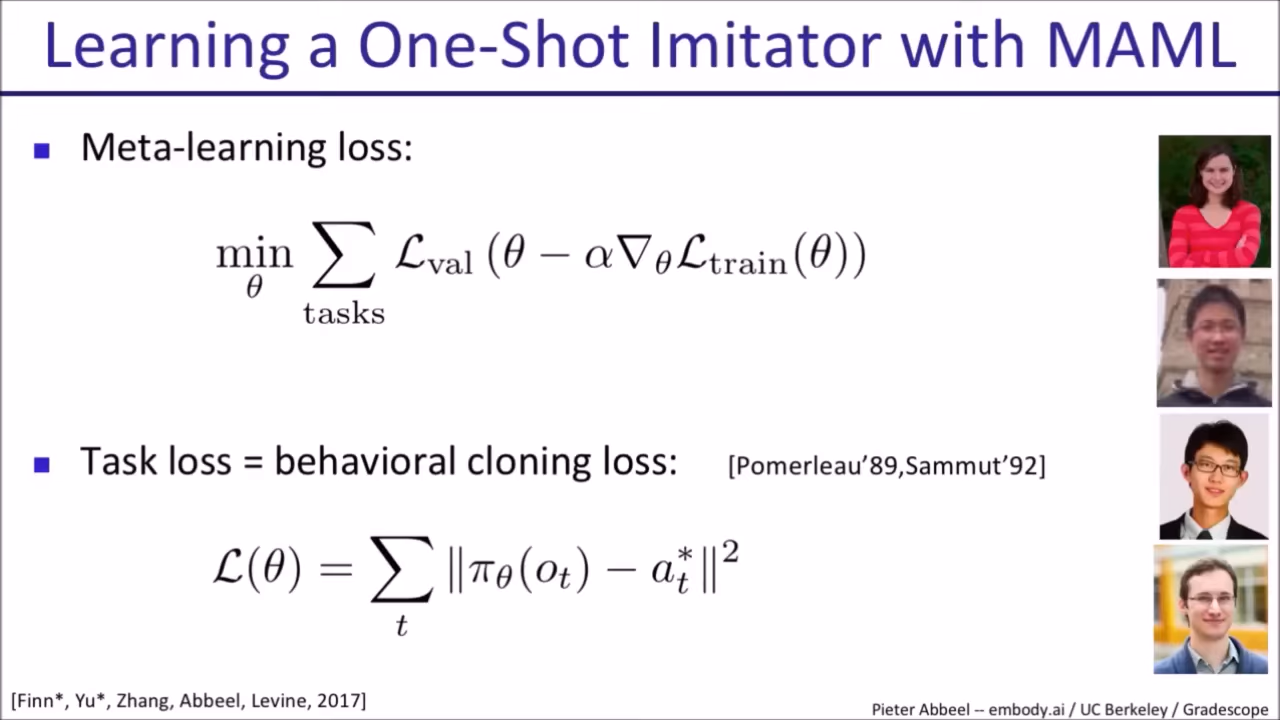 Learning a One-Shot Imitator with MAML
■ Meta-learning loss:
min_θ ∑_tasks ℒ_val (θ − α∇_θ ℒ_train(θ))
■ Task loss = behavioral cloning loss: [Pomerleau’89,Sammut’92]
ℒ(θ) = ∑_t ‖π_θ(o_t) − a_t^*‖^2
[Finn*, Yu*, Zhang, Abbeel, Levine, 2017]
Pieter Abbeel -- embody.ai / UC Berkeley / Gradescope